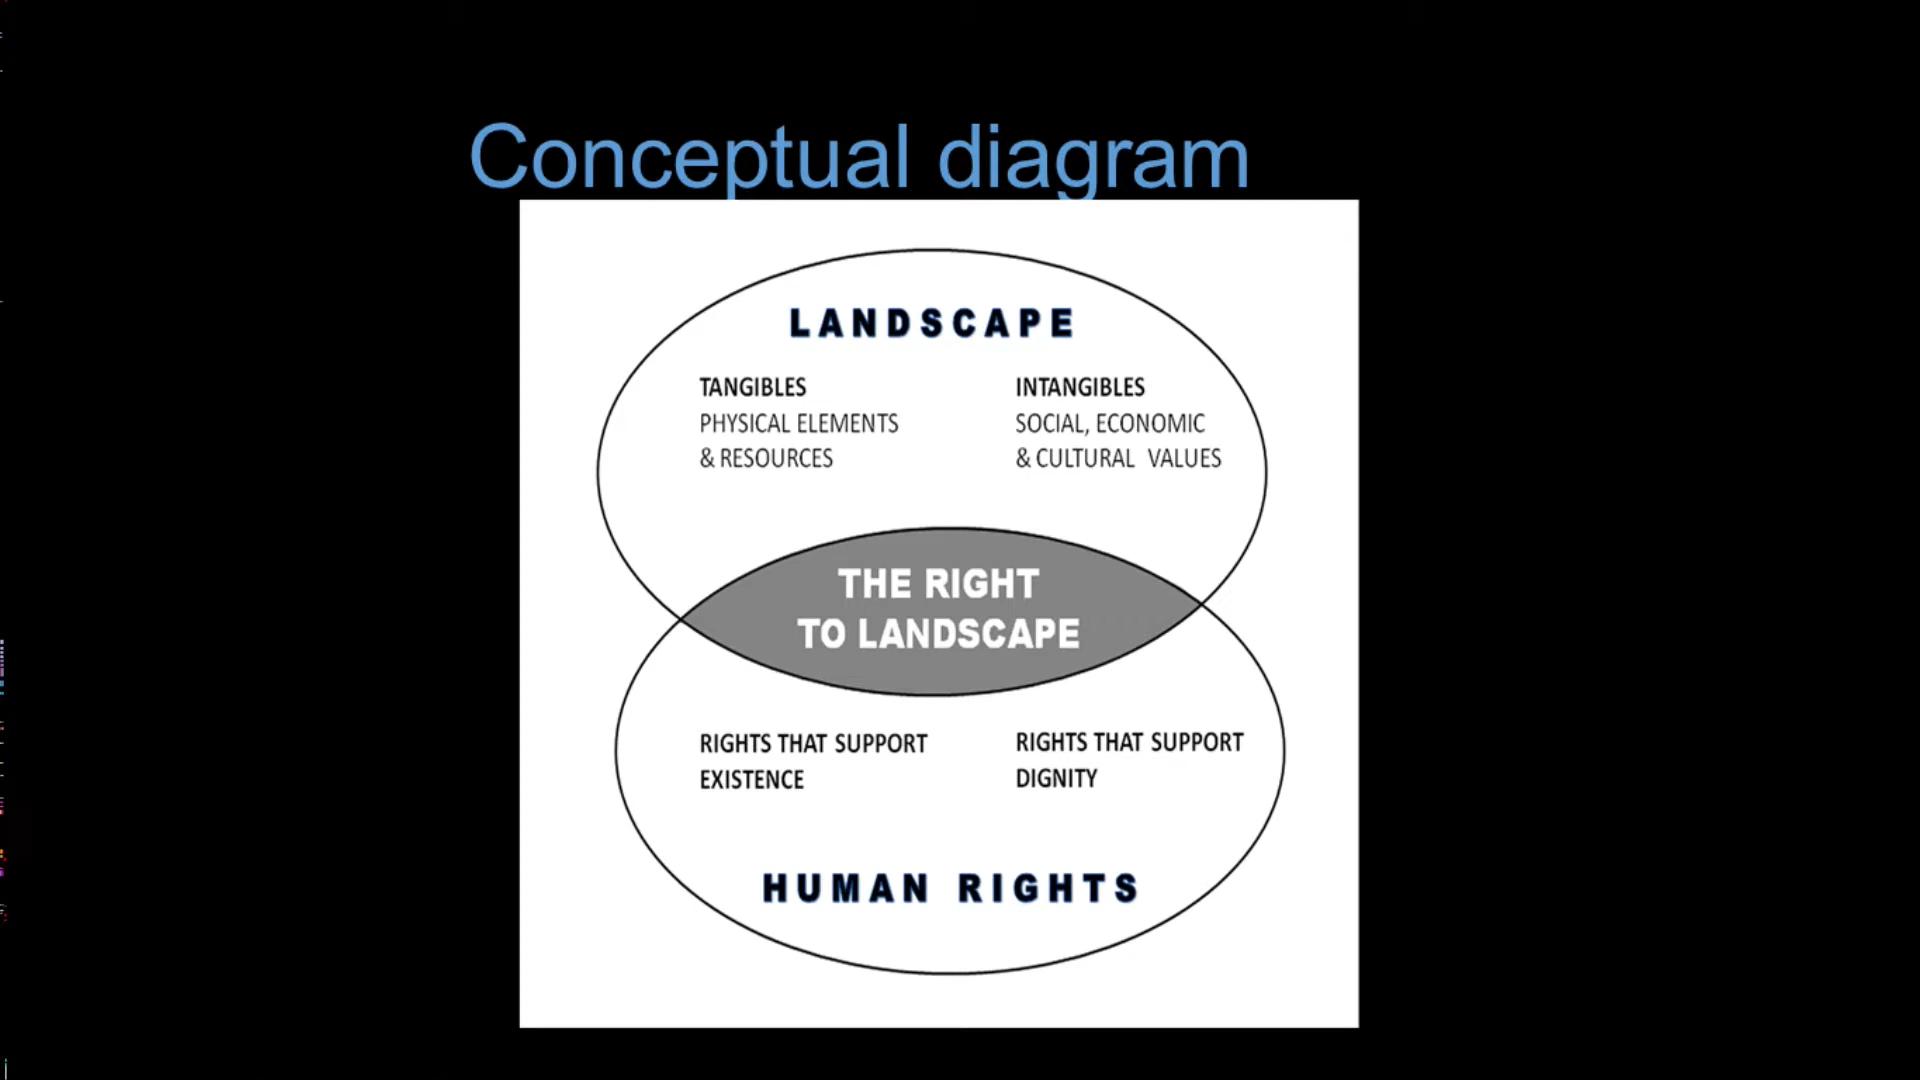 Conceptual diagram
LANDSCAPE
TANGIBLES
PHYSICAL ELEMENTS
& RESOURCES
INTANGIBLES
SOCIAL, ECONOMIC
& CULTURAL VALUES
THE RIGHT
TO LANDSCAPE
RIGHTS THAT SUPPORT
EXISTENCE
RIGHTS THAT SUPPORT
DIGNITY
HUMAN RIGHTS